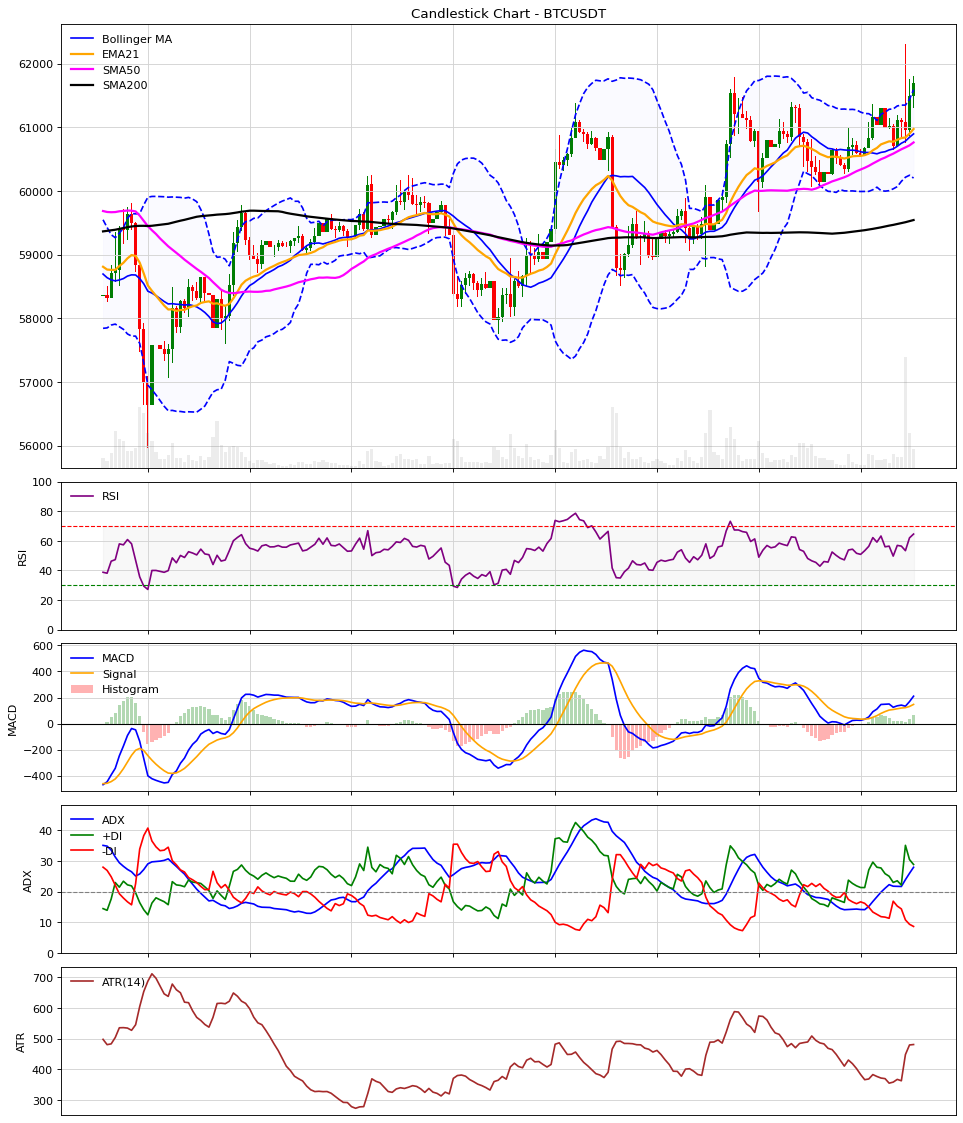 Candlestick Chart - BTCUSDT
Bollinger MA
EMA21
SMA50
SMA200
62000
61000
60000
59000
58000
57000
56000
RSI
RSI
100
80
60
40
20
0
MACD
Signal
Histogram
MACD
600
400
200
0
−200
−400
ADX
+DI
-DI
ADX
40
30
20
10
0
ATR(14)
ATR
700
600
500
400
300